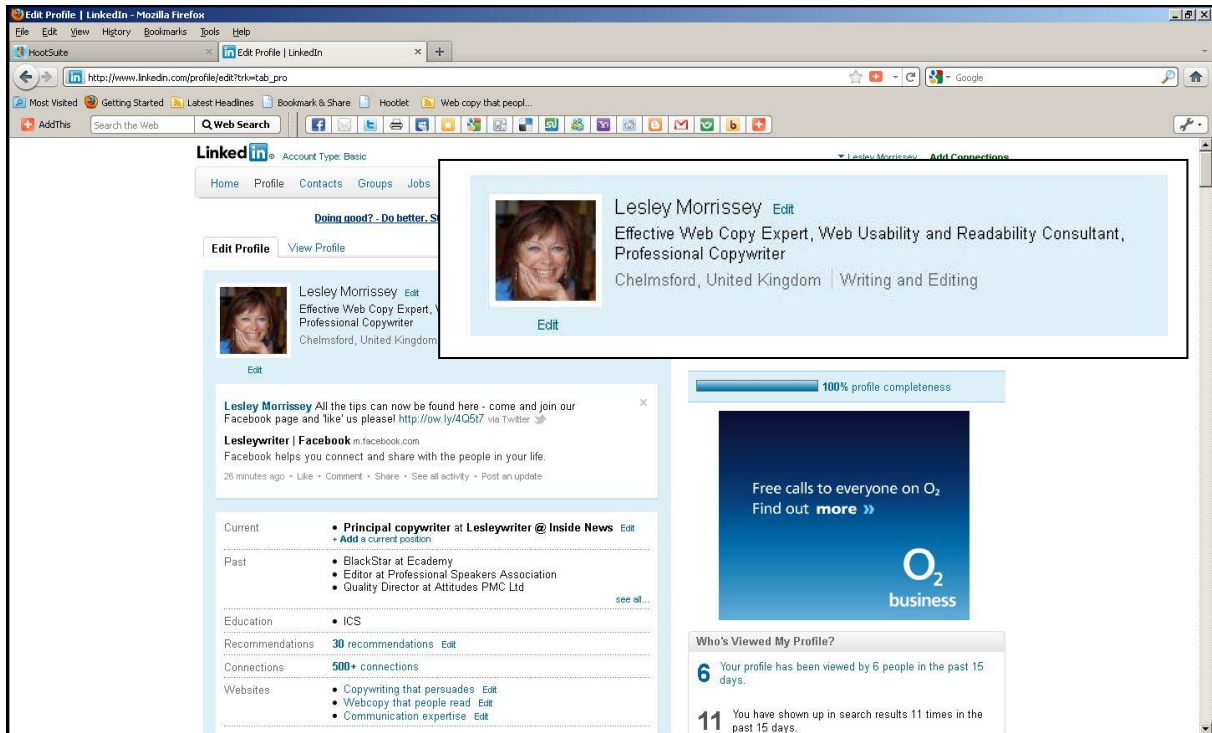 Edit Profile | LinkedIn - Mozilla Firefox
File Edit View History Bookmarks Tools Help
HootSuite
Edit Profile | LinkedIn
http://www.linkedin.com/profile/edit?trk=tab_pro
Google
Most Visited Getting Started Latest Headlines Bookmark & Share Hootlet Web copy that peopl...
AddThis Search the Web Web Search
LinkedIn Account Type: Basic
Lesley Morrissey Add Connections
Home Profile Contacts Groups Jobs
Doing good? - Do better.
Edit Profile View Profile
Lesley Morrissey Edit
Effective Web Copy Expert,
Professional Copywriter
Chelmsford, United Kingdom
Edit
Lesley Morrissey Edit
Effective Web Copy Expert, Web Usability and Readability Consultant,
Professional Copywriter
Chelmsford, United Kingdom | Writing and Editing
Edit
Lesley Morrissey All the tips can now be found here - come and join our
Facebook page and 'like' us please! http://ow.ly/4Q5t7 via Twitter
Lesleywriter | Facebook m.facebook.com
Facebook helps you connect and share with the people in your life.
26 minutes ago • Like • Comment • Share • See all activity • Post an update
Current • Principal copywriter at Lesleywriter @ Inside News Edit
+ Add a current position
Past • BlackStar at Ecademy
• Editor at Professional Speakers Association
• Quality Director at Attitudes PMC Ltd
see all...
Education • ICS
Recommendations 30 recommendations Edit
Connections 500+ connections
Websites • Copywriting that persuades Edit
• Webcopy that people read Edit
• Communication expertise Edit
100% profile completeness
Free calls to everyone on O2
Find out more »
O2
business
Who's Viewed My Profile?
6 Your profile has been viewed by 6 people in the past 15
days.
11 You have shown up in search results 11 times in the
past 15 days.